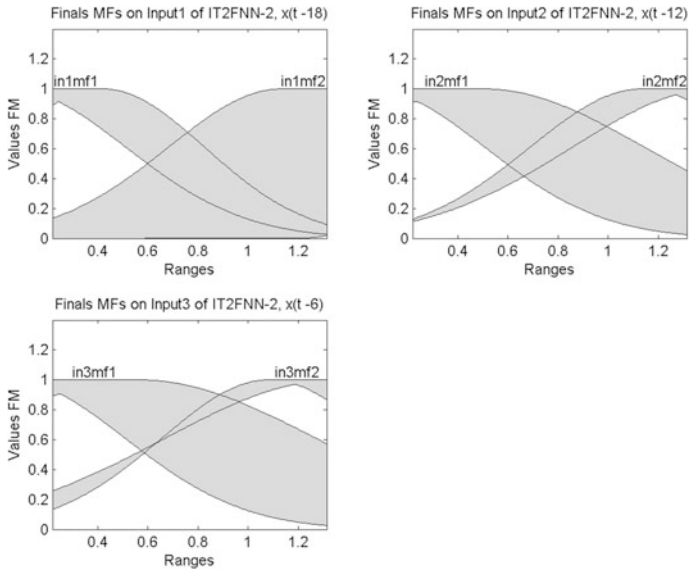 Finals MFs on Input1 of IT2FNN-2, x(t -18)
in1mf1
in1mf2
Values FM
1.2
1
0.8
0.6
0.4
0.2
0
0.4
0.6
0.8
1
1.2
Ranges
Finals MFs on Input2 of IT2FNN-2, x(t -12)
in2mf1
in2mf2
Values FM
1.2
1
0.8
0.6
0.4
0.2
0
0.4
0.6
0.8
1
1.2
Ranges
Finals MFs on Input3 of IT2FNN-2, x(t -6)
in3mf1
in3mf2
Values FM
1.2
1
0.8
0.6
0.4
0.2
0
0.4
0.6
0.8
1
1.2
Ranges